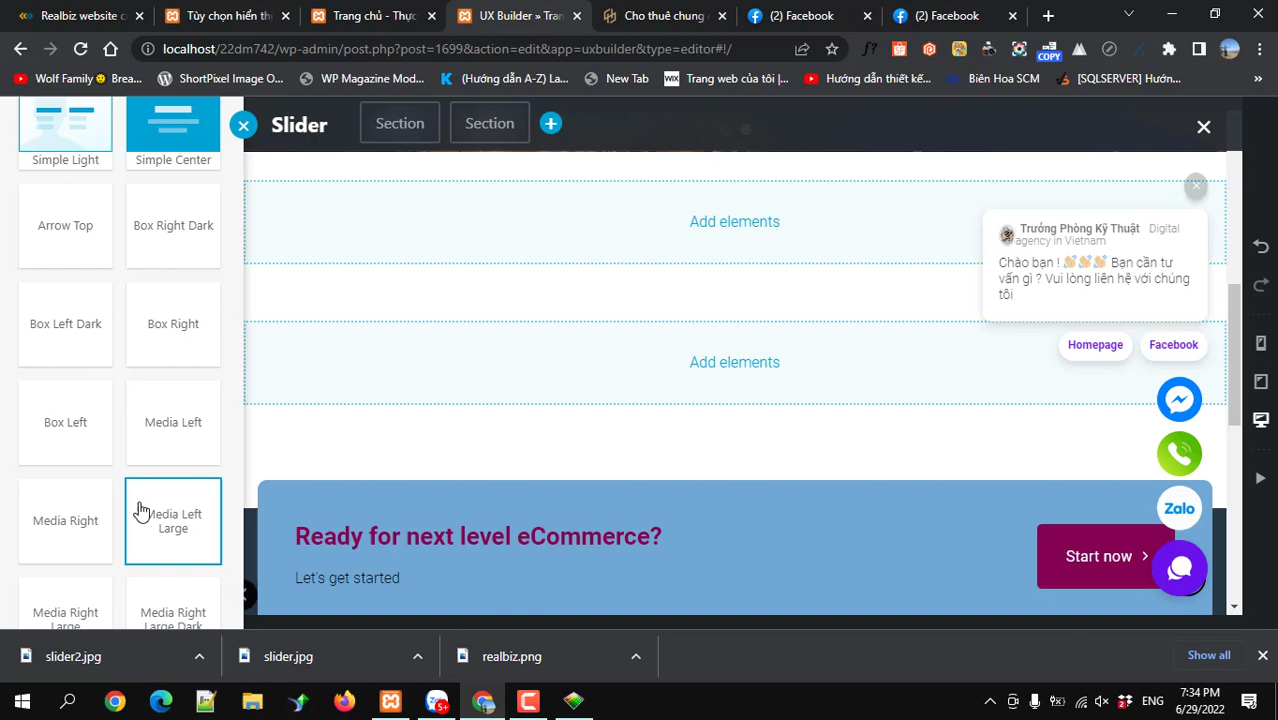 Realbiz website c
Tùy chọn hiển th
Trang chủ - Thực
UX Builder » Tran
Cho thuê chung c
(2) Facebook
(2) Facebook
localhost/22dm742/wp-admin/post.php?post=1699&action=edit&app=uxbuilder&type=editor#!/
f?
COPY
Wolf Family Brea...
ShortPixel Image O...
WP Magazine Mod...
(Hướng dẫn A-Z) La...
New Tab
WIX
Trang web của tôi |...
Hướng dẫn thiết kế...
Biên Hoa SCM
[SQLSERVER] Hướn...
»
Slider
Section
Section
Simple Light
Simple Center
Arrow Top
Box Right Dark
Box Left Dark
Box Right
Box Left
Media Left
Media Right
Media Left
Large
Media Right
Large
Media Right
Large Dark
Add elements
Add elements
Trưởng Phòng Kỹ Thuật Digital
agency in Vietnam
Chào bạn ! 👋👋👋 Bạn cần tư
vấn gì ? Vui lòng liên hệ với chúng
tôi
Homepage
Facebook
Zalo
Ready for next level eCommerce?
Let's get started
Start now
slider2.jpg
slider.jpg
realbiz.png
Show all
5+
ENG
7:34 PM
6/29/2022